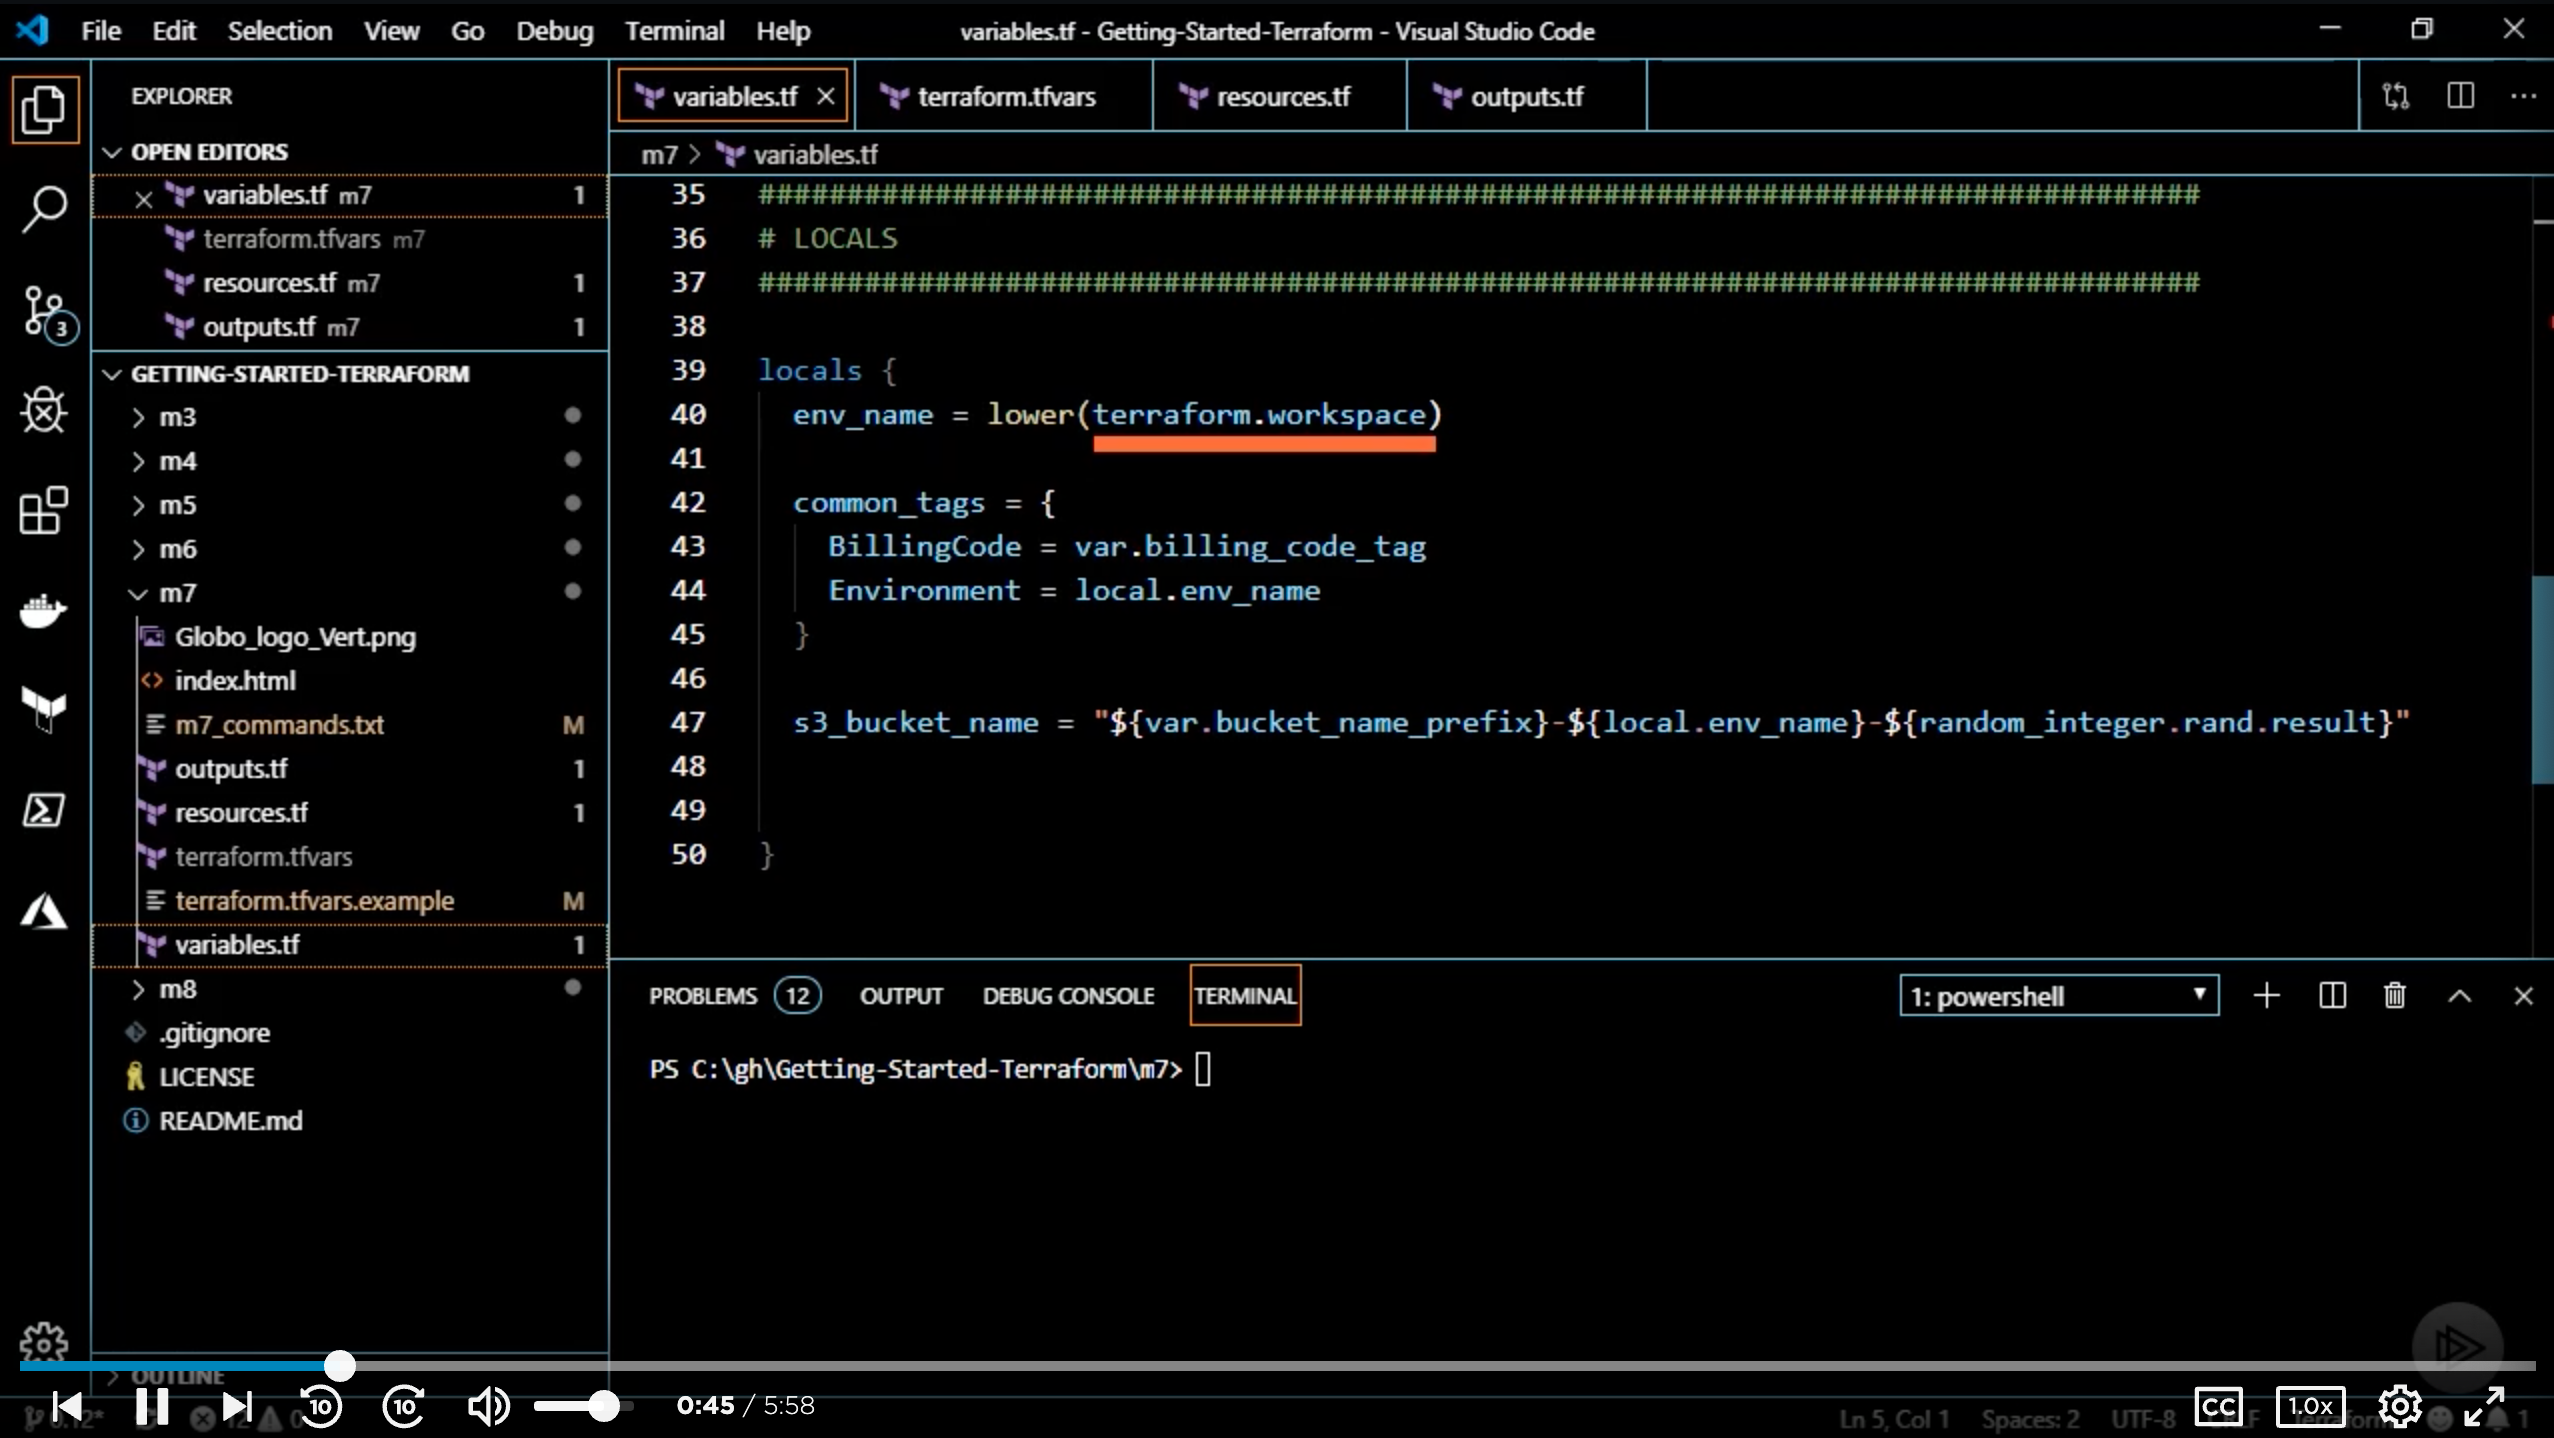 File Edit Selection View Go Debug Terminal Help variables.tf - Getting-Started-Terraform - Visual Studio Code
EXPLORER
OPEN EDITORS
variables.tf m7 1
terraform.tfvars m7
resources.tf m7 1
outputs.tf m7 1
3
GETTING-STARTED-TERRAFORM
m3
m4
m5
m6
m7
Globo_logo_Vert.png
index.html
m7_commands.txt M
outputs.tf 1
resources.tf 1
terraform.tfvars
terraform.tfvars.example M
variables.tf 1
m8
.gitignore
LICENSE
README.md
OUTLINE
variables.tf terraform.tfvars resources.tf outputs.tf
m7 > variables.tf
35 ##################################################################################
36 # LOCALS
37 ##################################################################################
38
39 locals {
40 env_name = lower(terraform.workspace)
41
42 common_tags = {
43 BillingCode = var.billing_code_tag
44 Environment = local.env_name
45 }
46
47 s3_bucket_name = "${var.bucket_name_prefix}-${local.env_name}-${random_integer.rand.result}"
48
49
50 }
PROBLEMS 12 OUTPUT DEBUG CONSOLE TERMINAL 1: powershell
PS C:\gh\Getting-Started-Terraform\m7>
10 10 0:45 / 5:58 CC 1.0x
0.12* 12 0 Ln 5, Col 1 Spaces: 2 UTF-8 1